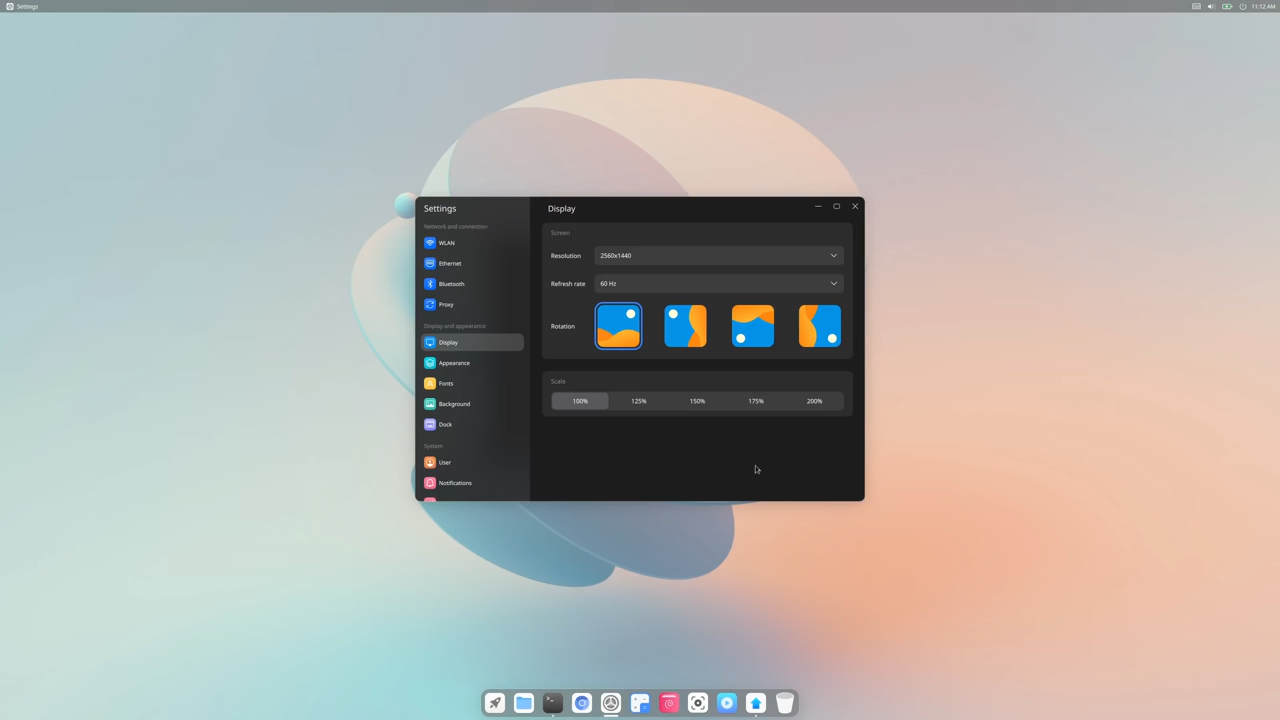 Settings
11:12 AM
Settings
Network and connection
WLAN
Ethernet
Bluetooth
Proxy
Display and appearance
Display
Appearance
Fonts
Background
Dock
System
User
Notifications
Display
Screen
Resolution 2560x1440
Refresh rate 60 Hz
Rotation
Scale
100% 125% 150% 175% 200%